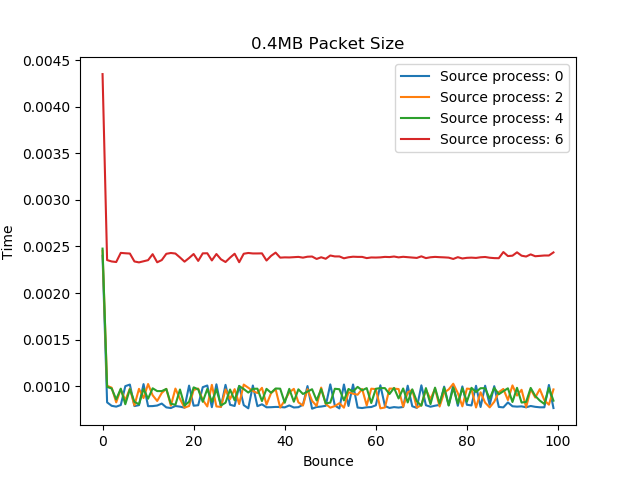 0.4MB Packet Size
Source process: 0
Source process: 2
Source process: 4
Source process: 6
0.0045
0.0040
0.0035
0.0030
0.0025
0.0020
0.0015
0.0010
Time
0 20 40 60 80 100
Bounce